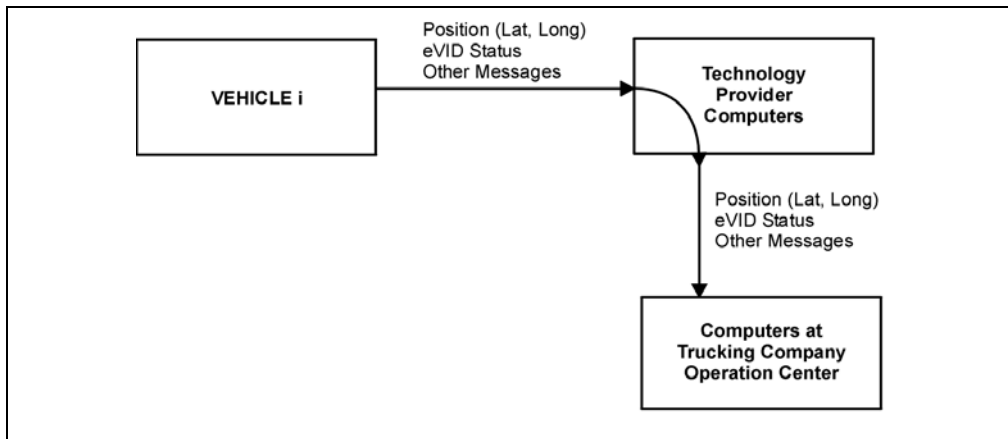 Position (Lat, Long)
eVID Status
Other Messages
VEHICLE i
Technology
Provider
Computers
Position (Lat, Long)
eVID Status
Other Messages
Computers at
Trucking Company
Operation Center